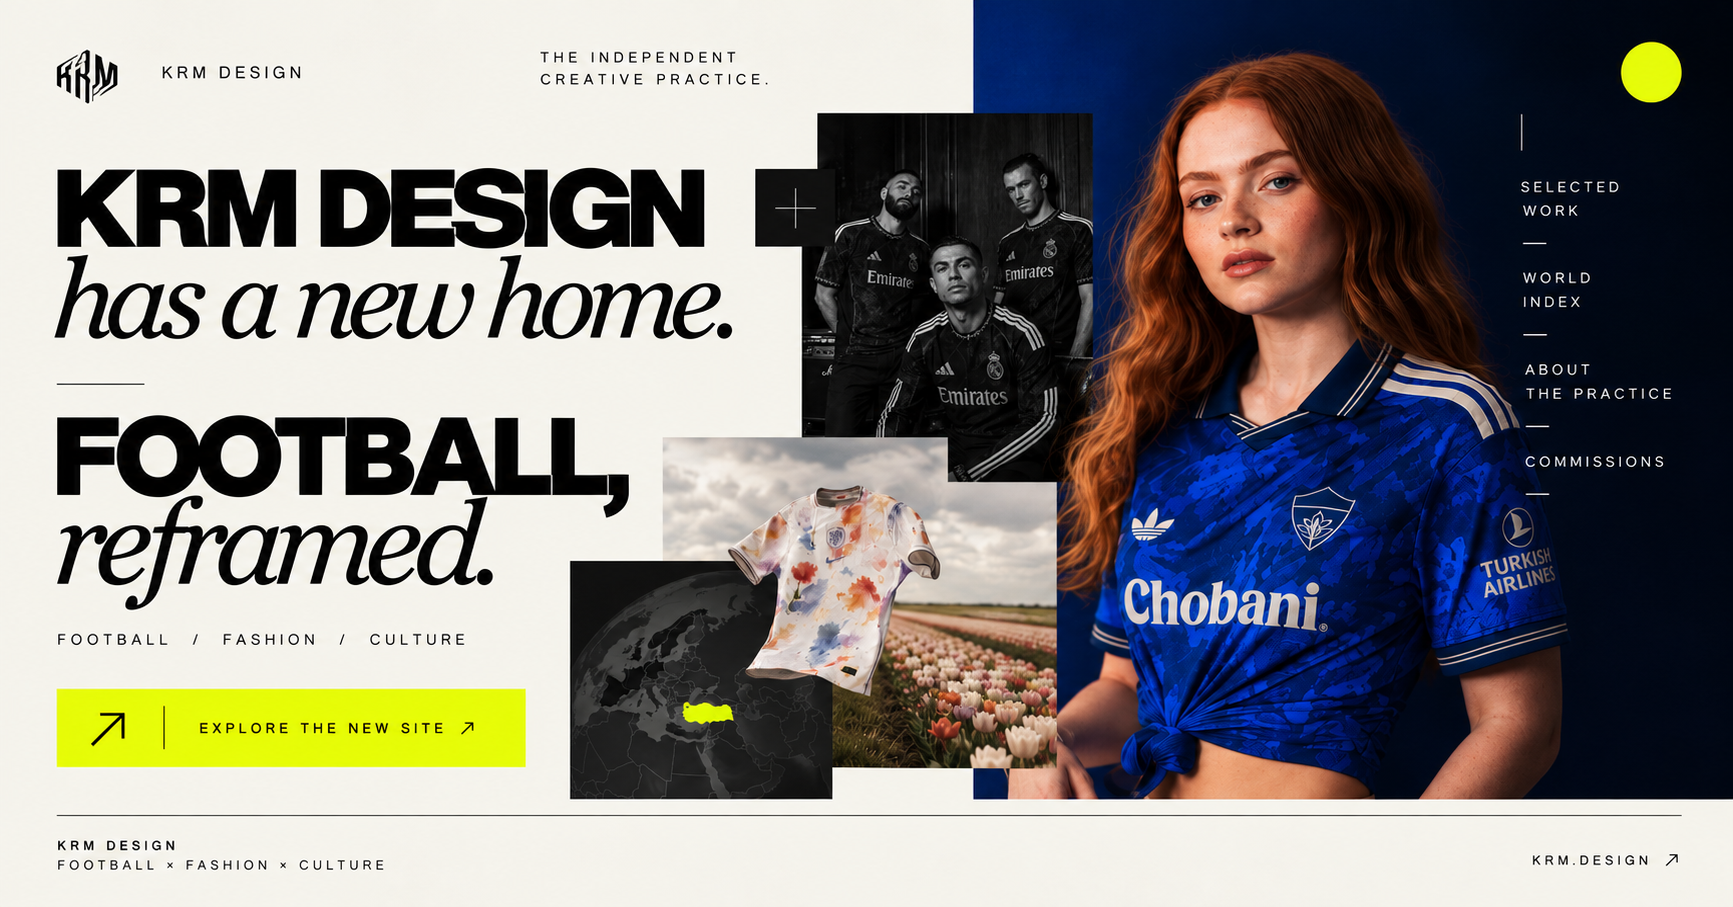 KRM
KRM DESIGN
THE INDEPENDENT
CREATIVE PRACTICE.
KRM DESIGN
has a new home.
FOOTBALL,
reframed.
FOOTBALL / FASHION / CULTURE
EXPLORE THE NEW SITE
Emirates
Emirates
Emirates
SELECTED
WORK
WORLD
INDEX
ABOUT
THE PRACTICE
COMMISSIONS
Chobani®
TURKISH
AIRLINES
KRM DESIGN
FOOTBALL × FASHION × CULTURE
KRM.DESIGN